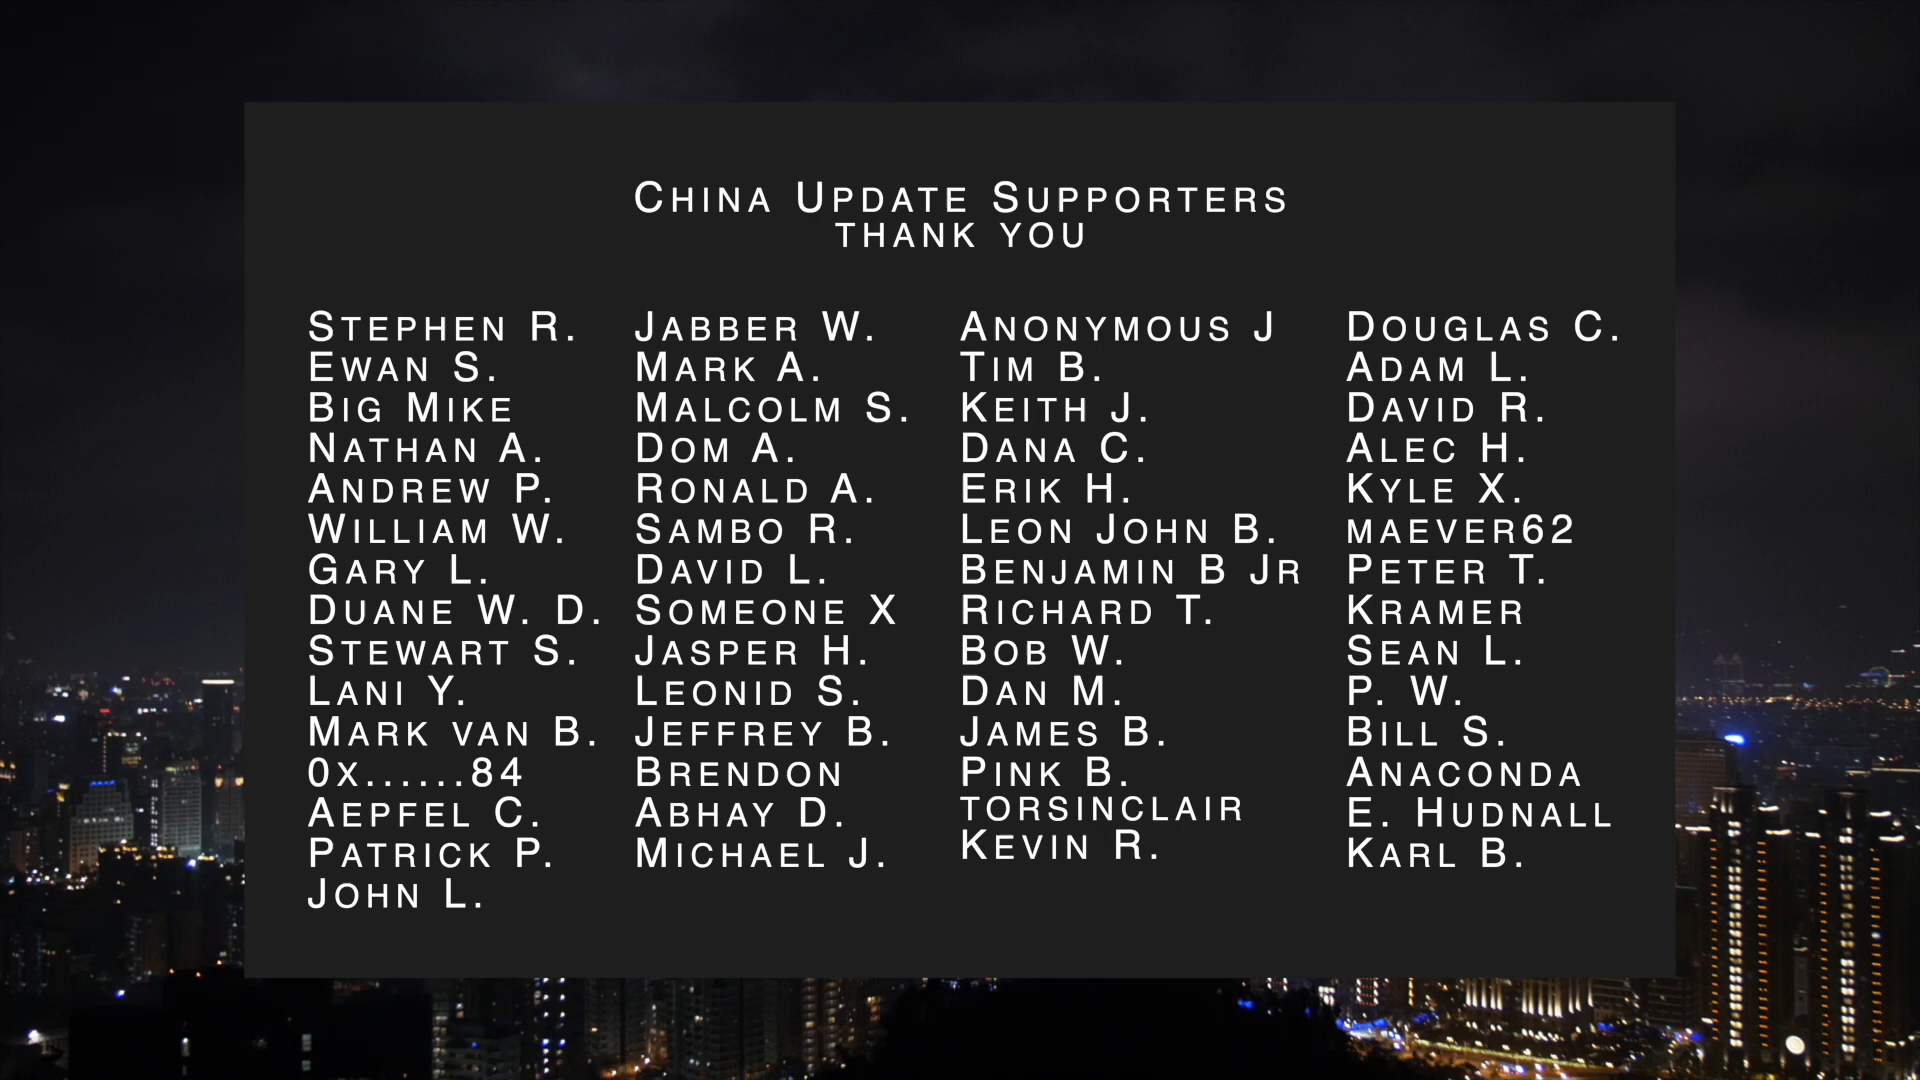 China Update Supporters
THANK YOU
Stephen R.
Ewan S.
Big Mike
Nathan A.
Andrew P.
William W.
Gary L.
Duane W. D.
Stewart S.
Lani Y.
Mark van B.
0x......84
Aepfel C.
Patrick P.
John L.
Jabber W.
Mark A.
Malcolm S.
Dom A.
Ronald A.
Sambo R.
David L.
Someone X
Jasper H.
Leonid S.
Jeffrey B.
Brendon
Abhay D.
Michael J.
Anonymous J
Tim B.
Keith J.
Dana C.
Erik H.
Leon John B.
Benjamin B Jr
Richard T.
Bob W.
Dan M.
James B.
Pink B.
torsinclair
Kevin R.
Douglas C.
Adam L.
David R.
Alec H.
Kyle X.
maever62
Peter T.
Kramer
Sean L.
P. W.
Bill S.
Anaconda
E. Hudnall
Karl B.